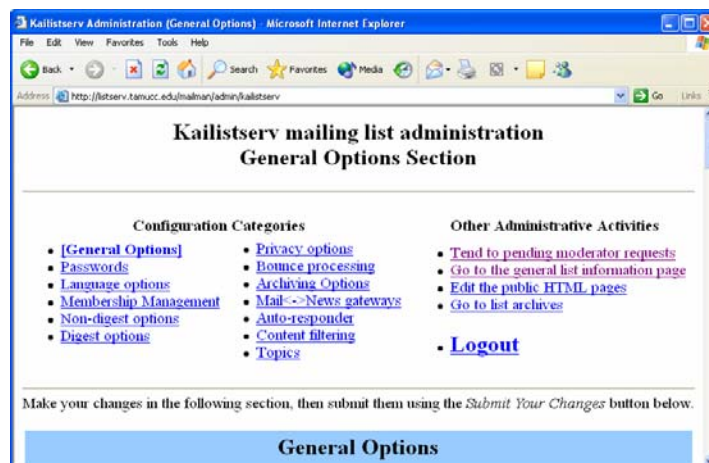 Kailistserv Administration (General Options) - Microsoft Internet Explorer
File Edit View Favorites Tools Help
Back Search Favorites Media
Address http://listserv.tamucc.edu/mailman/admin/kailistserv Go Links
Kailistserv mailing list administration
General Options Section
Configuration Categories
[General Options]
Passwords
Language options
Membership Management
Non-digest options
Digest options
Privacy options
Bounce processing
Archiving Options
Mail<->News gateways
Auto-responder
Content filtering
Topics
Other Administrative Activities
Tend to pending moderator requests
Go to the general list information page
Edit the public HTML pages
Go to list archives
Logout
Make your changes in the following section, then submit them using the Submit Your Changes button below.
General Options